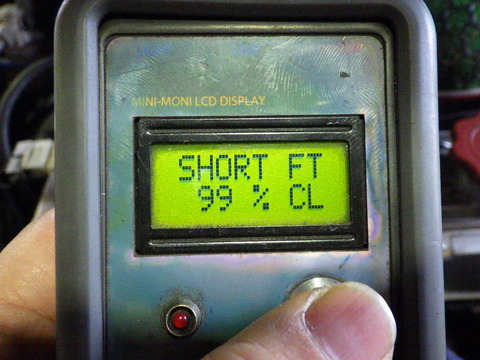 MINI-MONI LCD DISPLAY
SHORT FT
99 % CL